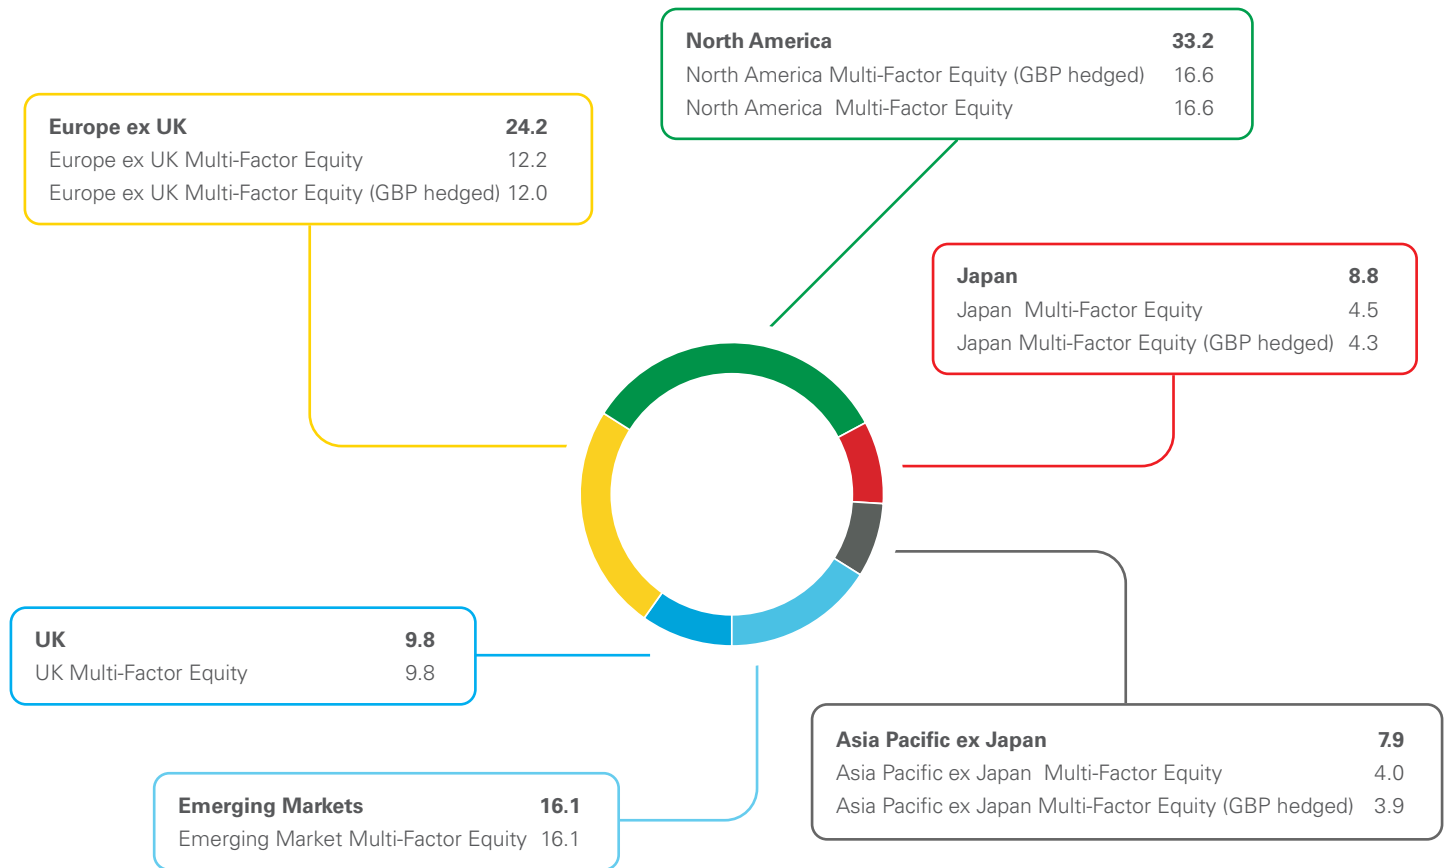 North America 33.2
North America Multi-Factor Equity (GBP hedged) 16.6
North America Multi-Factor Equity 16.6
Europe ex UK 24.2
Europe ex UK Multi-Factor Equity 12.2
Europe ex UK Multi-Factor Equity (GBP hedged) 12.0
Japan 8.8
Japan Multi-Factor Equity 4.5
Japan Multi-Factor Equity (GBP hedged) 4.3
UK 9.8
UK Multi-Factor Equity 9.8
Asia Pacific ex Japan 7.9
Asia Pacific ex Japan Multi-Factor Equity 4.0
Asia Pacific ex Japan Multi-Factor Equity (GBP hedged) 3.9
Emerging Markets 16.1
Emerging Market Multi-Factor Equity 16.1